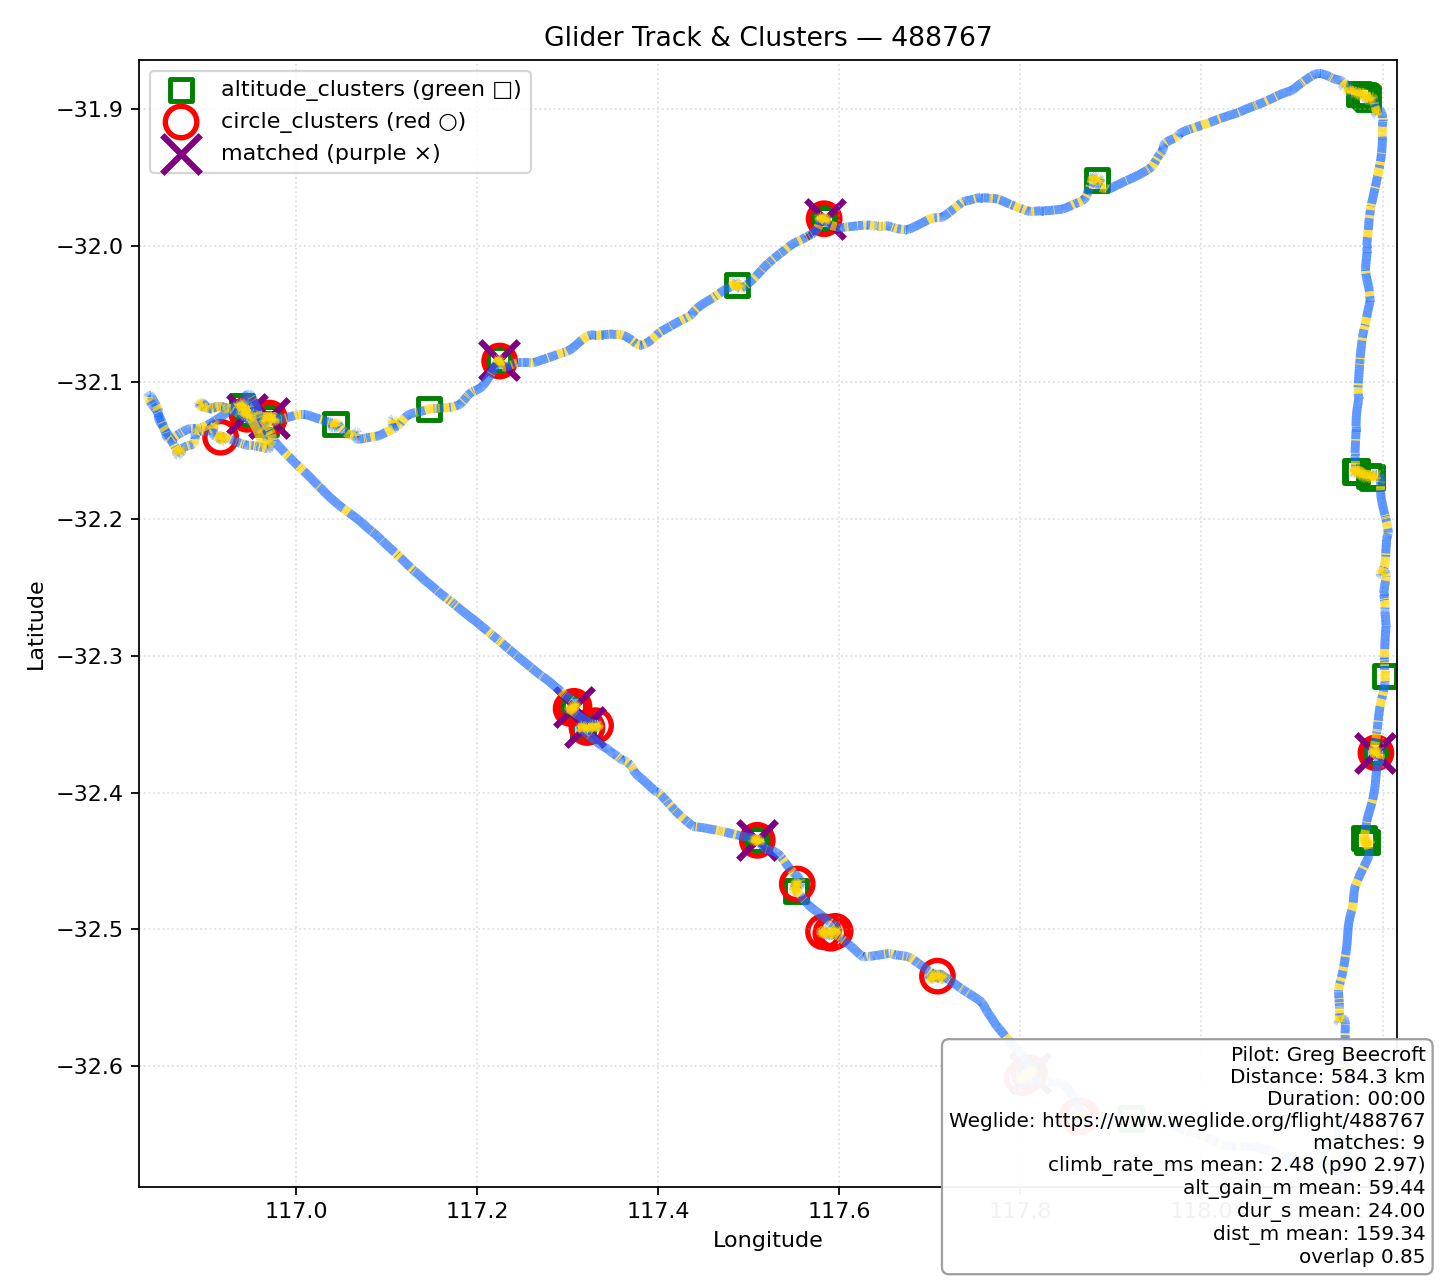 Glider Track & Clusters — 488767
altitude_clusters (green □)
circle_clusters (red ○)
matched (purple ×)
Latitude
−31.9
−32.0
−32.1
−32.2
−32.3
−32.4
−32.5
−32.6
117.0
117.2
117.4
117.6
117.8
118.0
Longitude
Pilot: Greg Beecroft
Distance: 584.3 km
Duration: 00:00
Weglide: https://www.weglide.org/flight/488767
matches: 9
climb_rate_ms mean: 2.48 (p90 2.97)
alt_gain_m mean: 59.44
dur_s mean: 24.00
dist_m mean: 159.34
overlap 0.85